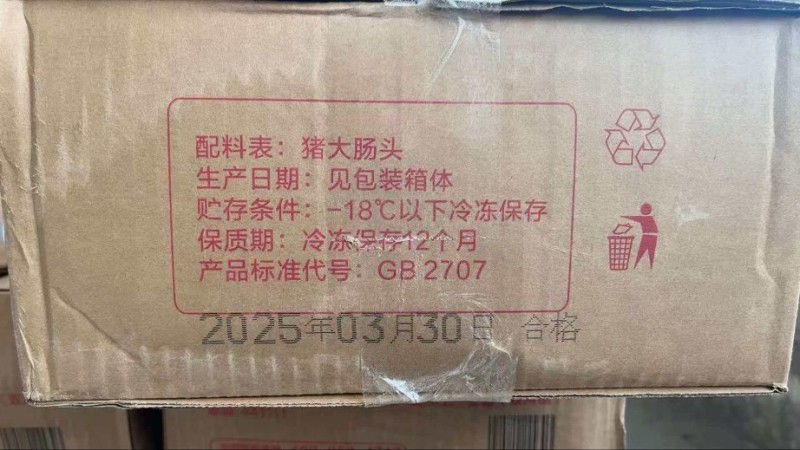 配料表：猪大肠头
生产日期：见包装箱体
贮存条件：-18℃以下冷冻保存
保质期：冷冻保存12个月
产品标准代号：GB 2707
2025年03月30日 合格